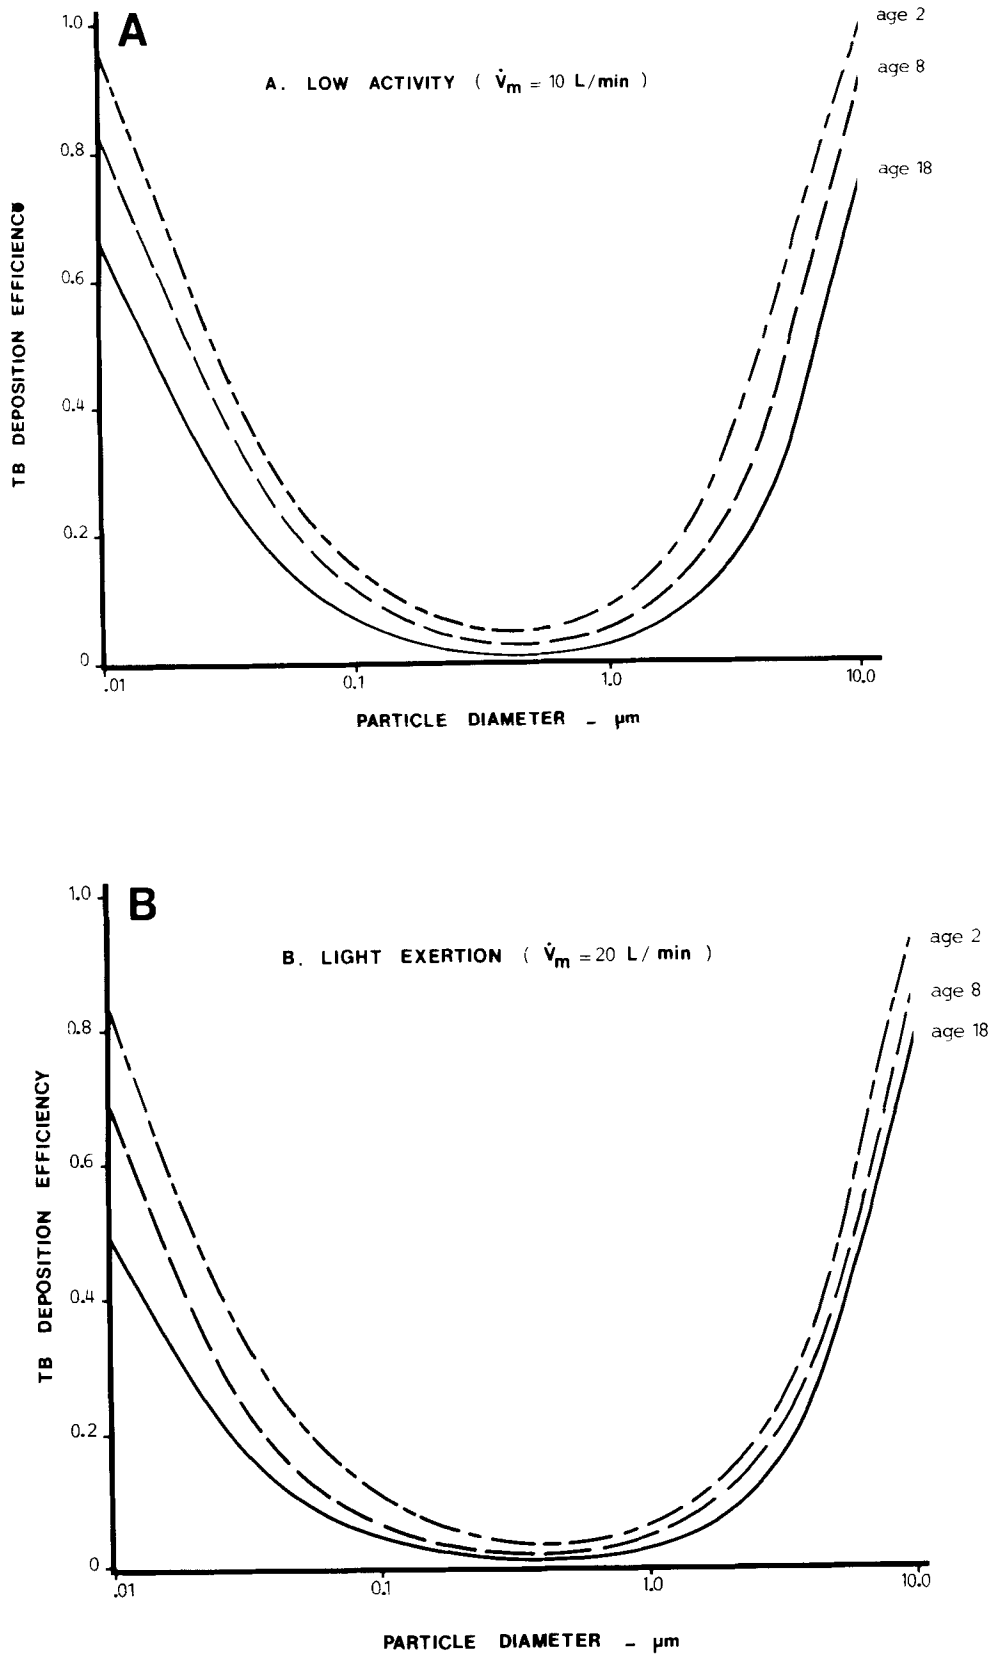 A
A. LOW ACTIVITY ( V̇m = 10 L/min )
age 2
age 8
age 18
1.0
0.8
0.6
0.4
0.2
0
TB DEPOSITION EFFICIENCY
.01 0.1 1.0 10.0
PARTICLE DIAMETER – µm
B
B. LIGHT EXERTION ( V̇m = 20 L/min )
age 2
age 8
age 18
1.0
0.8
0.6
0.4
0.2
0
TB DEPOSITION EFFICIENCY
.01 0.1 1.0 10.0
PARTICLE DIAMETER – µm